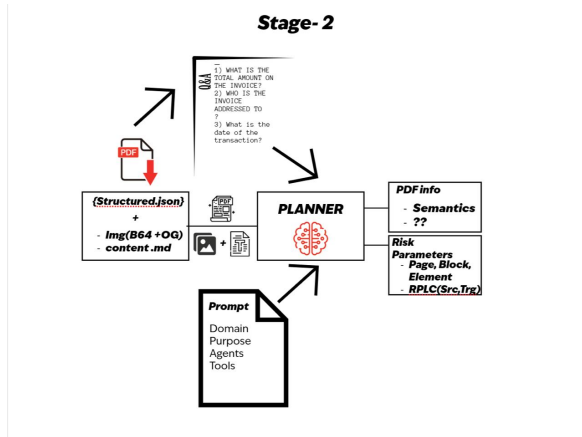 Stage- 2
Q&A
1) WHAT IS THE
TOTAL AMOUNT ON
THE INVOICE?
2) WHO IS THE
INVOICE
ADDRESSED TO
?
3) What is the
date of the
transaction?
PDF
{Structured.json}
+
- Img(B64 +OG)
- content .md
PDF
+
T
PLANNER
PDF info
- Semantics
- ??
Risk
Parameters
- Page, Block,
Element
- RPLC(Src,Trg)
Prompt
Domain
Purpose
Agents
Tools